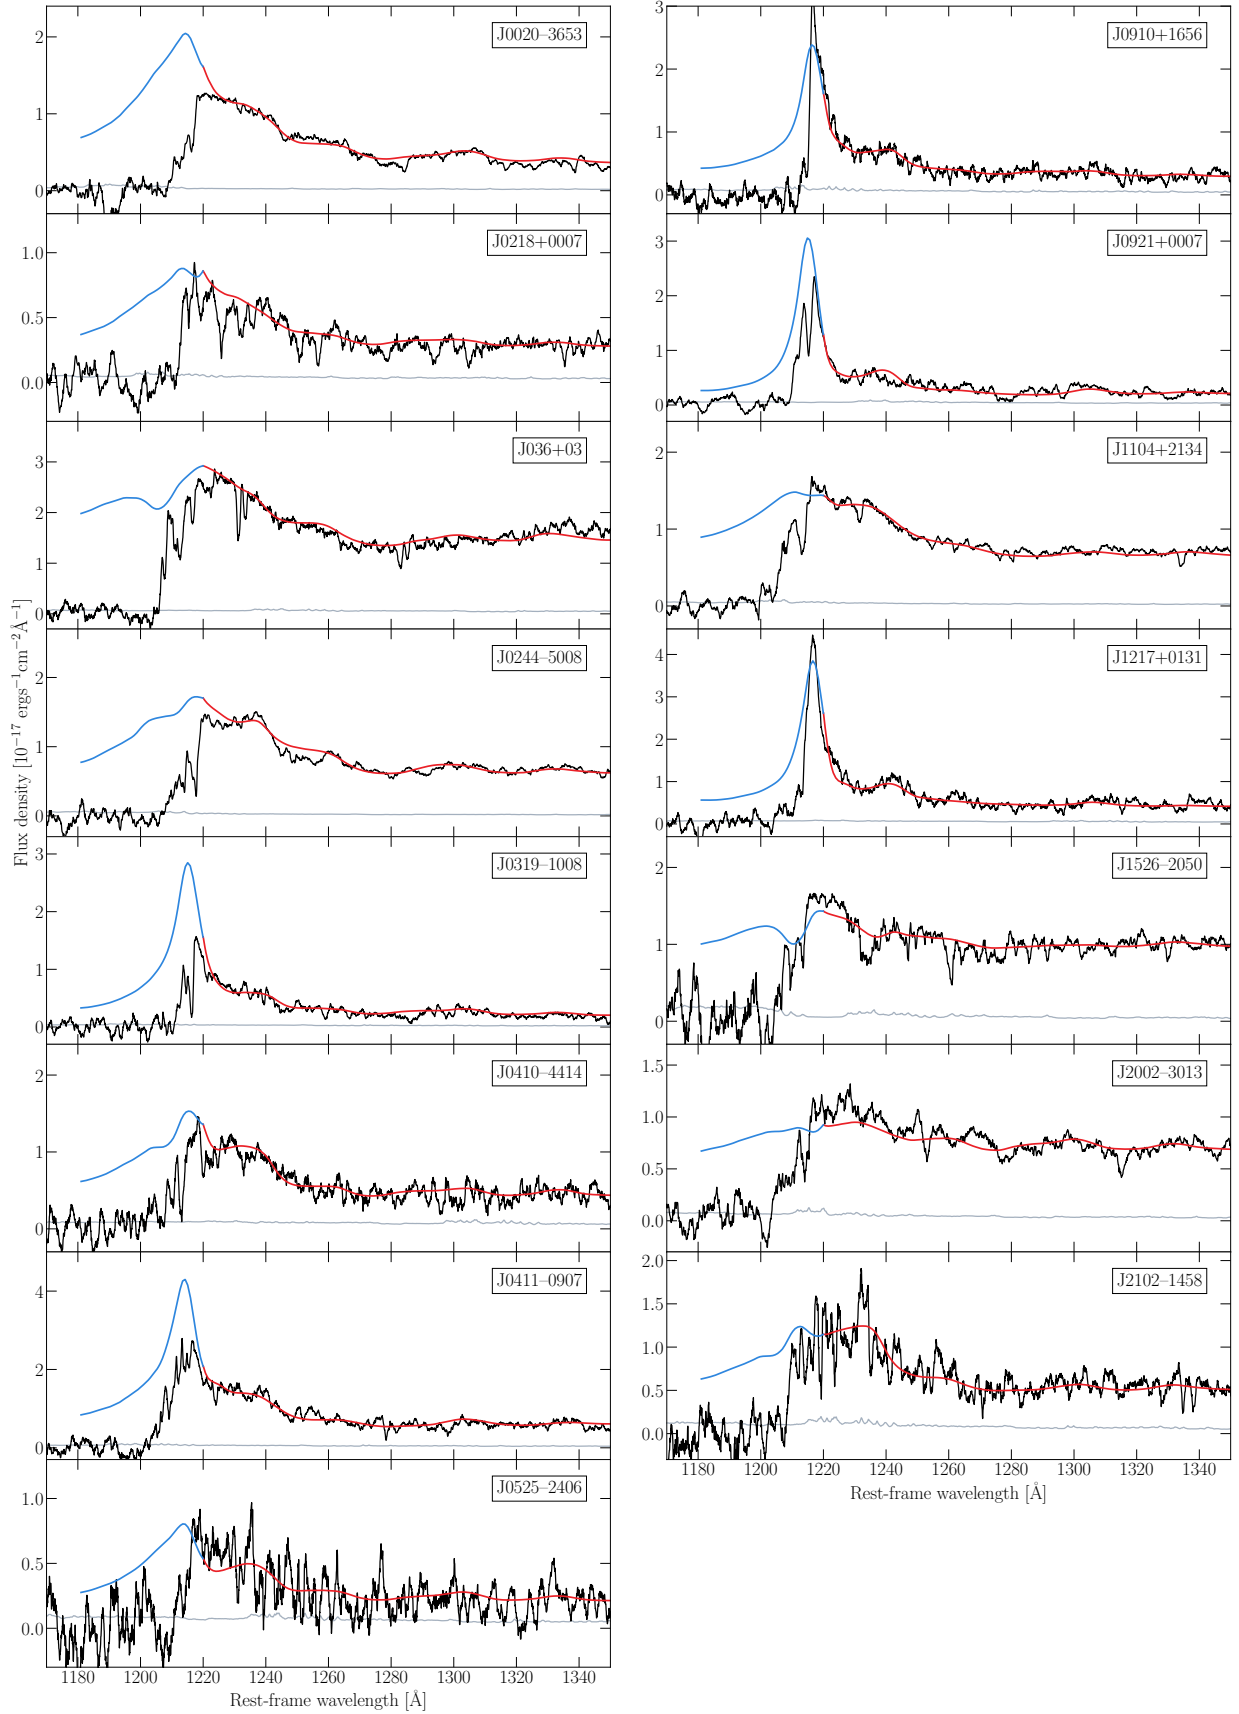 J0020–3653
2
1
0
J0218+0007
1.0
0.5
0.0
J036+03
3
2
1
0
J0244–5008
2
1
0
J0319–1008
3
2
1
0
J0410–4414
2
1
0
J0411–0907
4
2
0
J0525–2406
1.0
0.5
0.0
1180 1200 1220 1240 1260 1280 1300 1320 1340
Rest-frame wavelength [Å]
Flux density [10⁻¹⁷ ergs⁻¹cm⁻²Å⁻¹]
J0910+1656
3
2
1
0
J0921+0007
3
2
1
0
J1104+2134
2
1
0
J1217+0131
4
3
2
1
0
J1526–2050
2
1
0
J2002–3013
1.5
1.0
0.5
0.0
J2102–1458
2.0
1.5
1.0
0.5
0.0
1180 1200 1220 1240 1260 1280 1300 1320 1340
Rest-frame wavelength [Å]